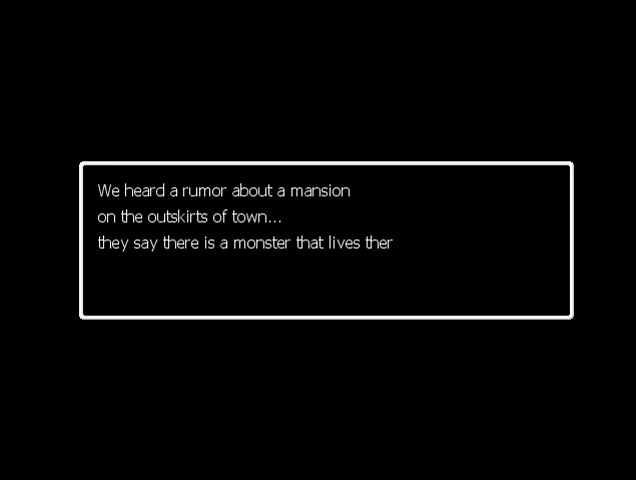 We heard a rumor about a mansion
on the outskirts of town...
they say there is a monster that lives ther